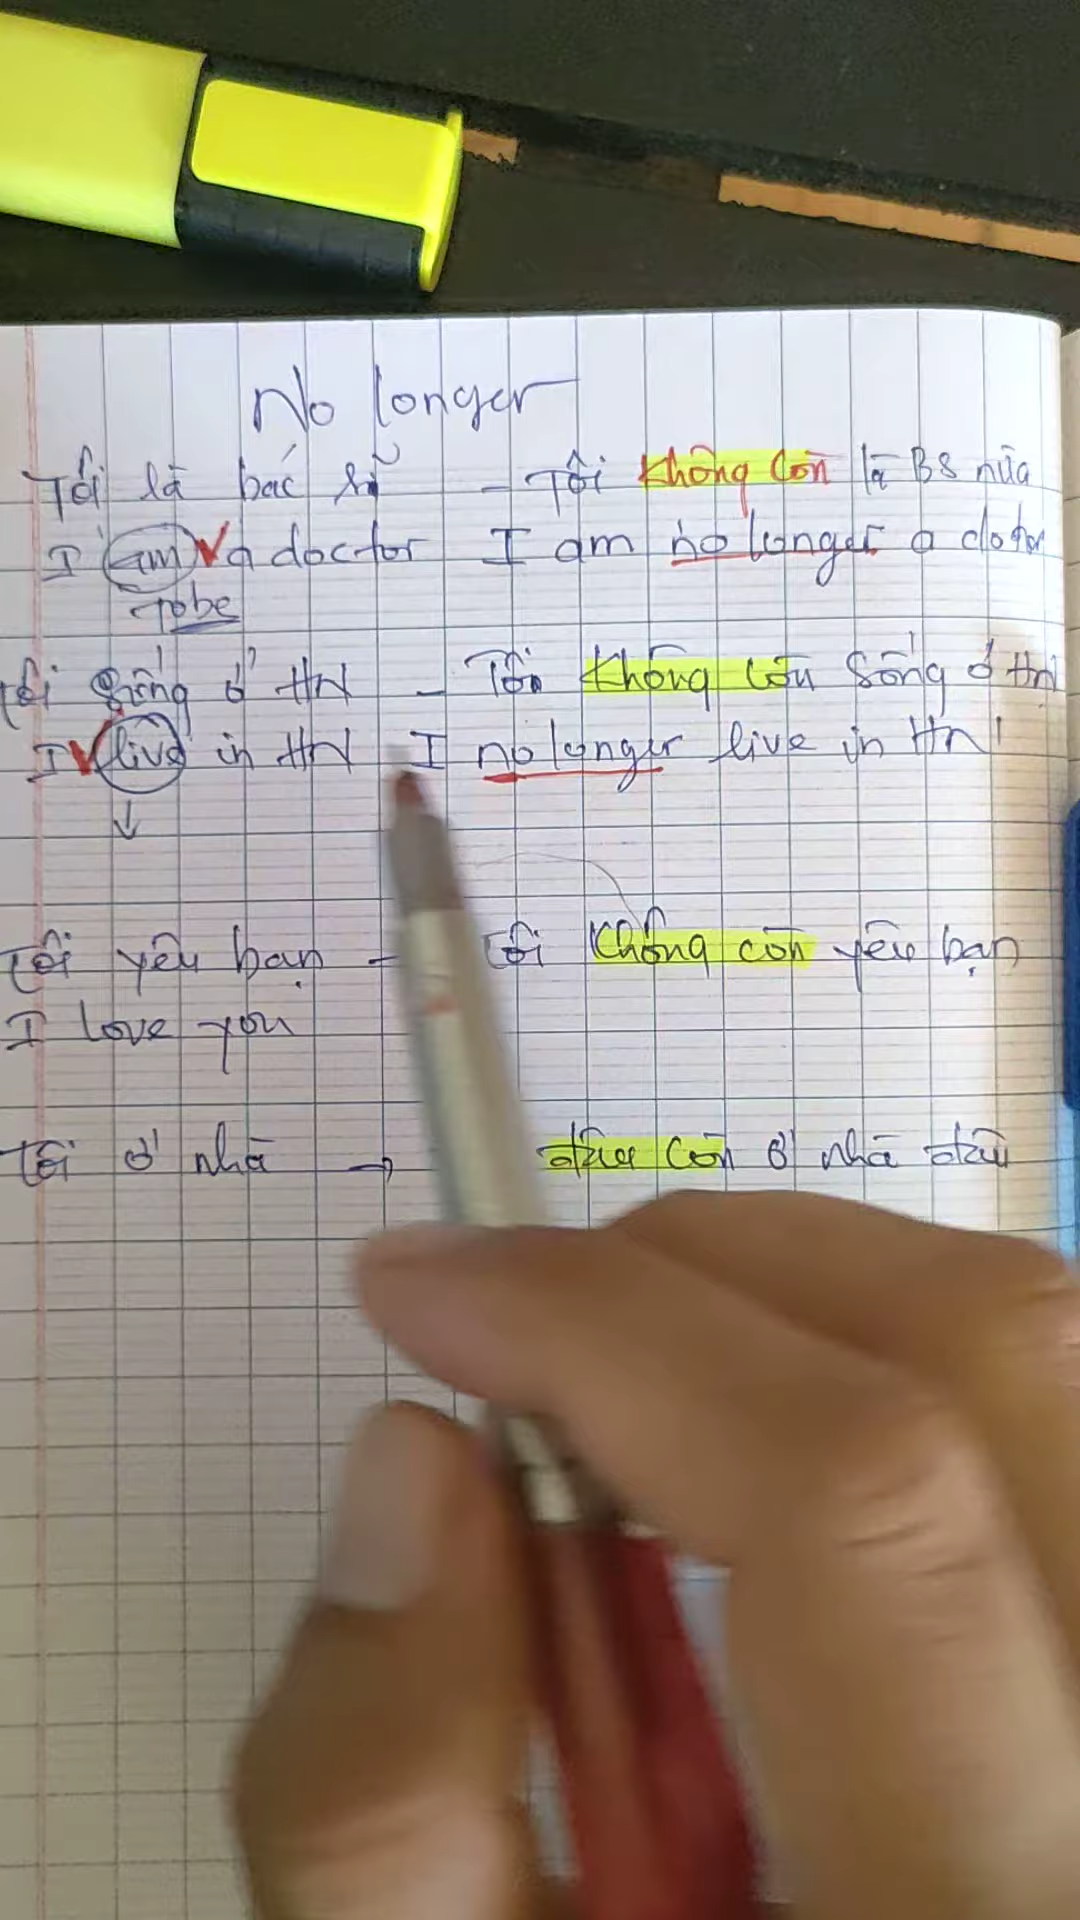 No longer
Tôi là bác sĩ - Tôi không còn là BS nữa
I am a doctor I am no longer a doctor
Tobe
Tôi sống ở HN - Tôi không còn sống ở HN
I live in HN I no longer live in HN
Tôi yêu bạn - Tôi không còn yêu bạn
I love you
Tôi ở nhà → đâu còn ở nhà đâu